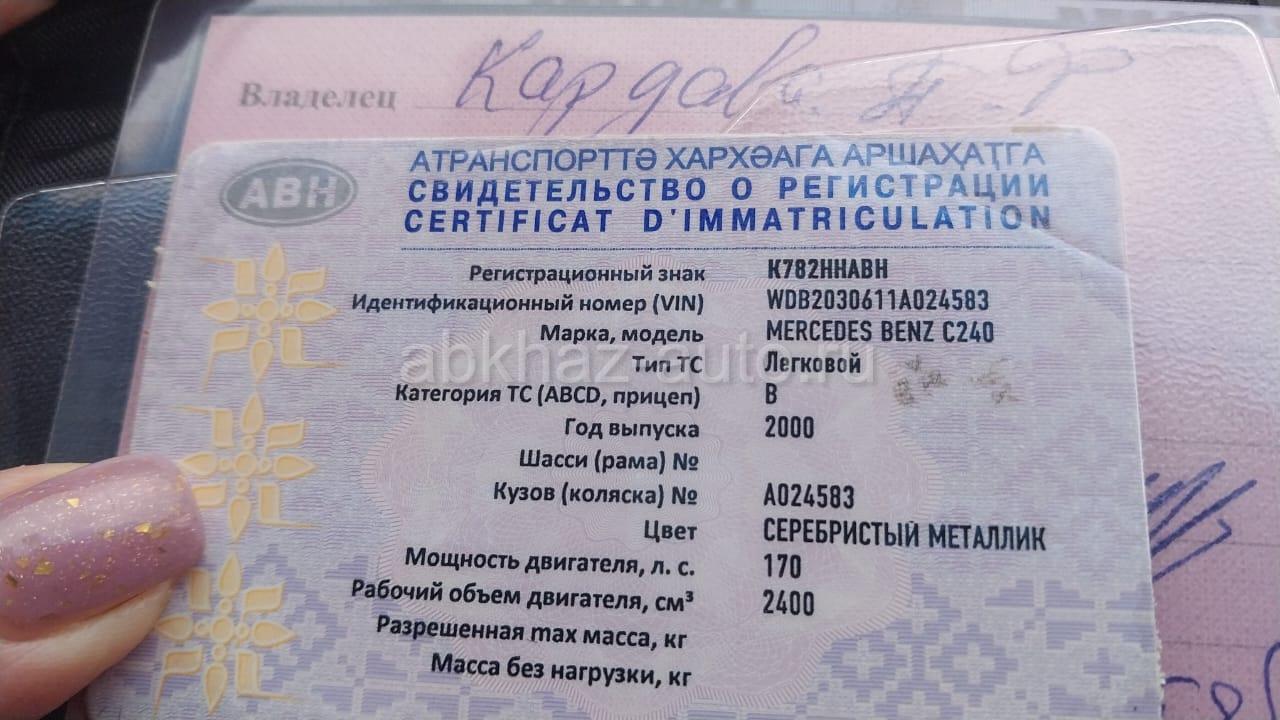 Владелец Кардава
ABH
АТРАНСПОРТТӘ ХАРХӘАГА АРШАҲАҬГА
СВИДЕТЕЛЬСТВО О РЕГИСТРАЦИИ
CERTIFICAT D'IMMATRICULATION
Регистрационный знак К782ННАВН
Идентификационный номер (VIN) WDB2030611A024583
Марка, модель MERCEDES BENZ C240
abkhaz-auto.ru
Тип ТС Легковой
Категория ТС (ABCD, прицеп) B
Год выпуска 2000
Шасси (рама) №
Кузов (коляска) № A024583
Цвет СЕРЕБРИСТЫЙ МЕТАЛЛИК
Мощность двигателя, л. с. 170
Рабочий объем двигателя, см³ 2400
Разрешенная max масса, кг
Масса без нагрузки, кг